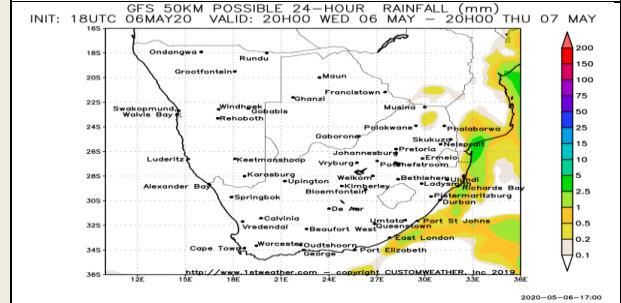 GFS 50KM POSSIBLE 24-HOUR RAINFALL (mm)
INIT: 18UTC 06MAY20 VALID: 20H00 WED 06 MAY - 20H00 THU 07 MAY
16S
18S
20S
22S
24S
26S
28S
30S
32S
34S
36S
Ondangwa
Rundu
Grootfontein
Maun
Francistown
Ghanzi
Musina
Swakopmund
Windhoek
Gobabis
Walvis Bay
Rehoboth
Polokwane
Phalaborwa
Gaborone
Skukuza
Pretoria
Nelspruit
Johannesburg
Ermelo
Luderitz
Keetmanshoop
Vryburg
Potchefstroom
Karasburg
Upington
Welkom
Bethlehem
Ulundi
Alexander Bay
Kimberley
Ladysmith
Richards Bay
Bloemfontein
Springbok
Pietermaritzburg
Durban
De Aar
Calvinia
Umtata
Port St Johns
Vredendal
Beaufort West
Queenstown
East London
Cape Town
Worcester
Oudtshoorn
George
Port Elizabeth
http://www.1stweather.com - copyright CUSTOMWEATHER, Inc 2019
12E 15E 18E 21E 24E 27E 30E 33E 36E
200
150
100
75
50
25
15
10
5
2.5
1
0.5
0.2
0.1
2020-05-06-17:00